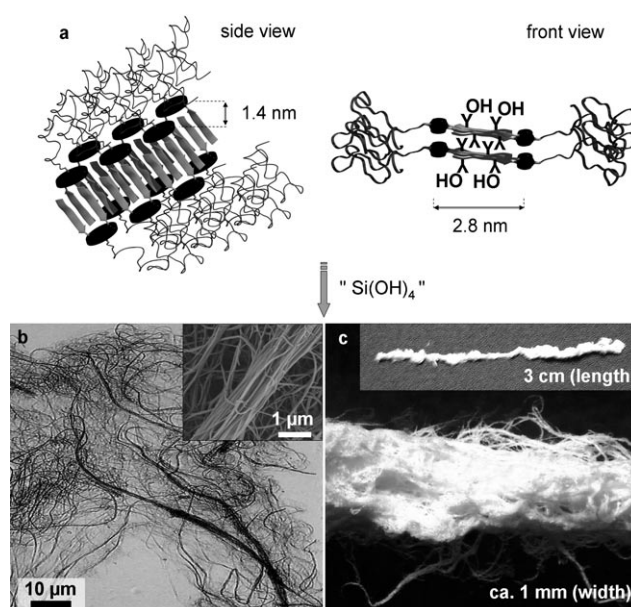 a
side view
front view
1.4 nm
OH
OH
HO
HO
2.8 nm
" Si(OH)4 "
b
1 µm
10 µm
c
3 cm (length
ca. 1 mm (width)